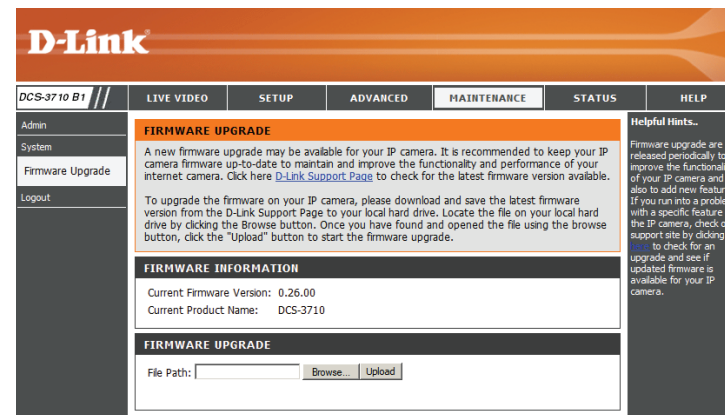 D-Link
DCS-3710 B1 // LIVE VIDEO SETUP ADVANCED MAINTENANCE STATUS HELP
Admin
System
Firmware Upgrade
Logout
FIRMWARE UPGRADE
A new firmware upgrade may be available for your IP camera. It is recommended to keep your IP
camera firmware up-to-date to maintain and improve the functionality and performance of your
internet camera. Click here D-Link Support Page to check for the latest firmware version available.
To upgrade the firmware on your IP camera, please download and save the latest firmware
version from the D-Link Support Page to your local hard drive. Locate the file on your local hard
drive by clicking the Browse button. Once you have found and opened the file using the browse
button, click the "Upload" button to start the firmware upgrade.
FIRMWARE INFORMATION
Current Firmware Version: 0.26.00
Current Product Name: DCS-3710
FIRMWARE UPGRADE
File Path: Browse... Upload
Helpful Hints..
Firmware upgrade are
released periodically to
improve the functionali
of your IP camera and
also to add new featur
If you run into a proble
with a specific feature
the IP camera, check o
support site by clicking
to check for an
upgrade and see if
updated firmware is
available for your IP
camera.